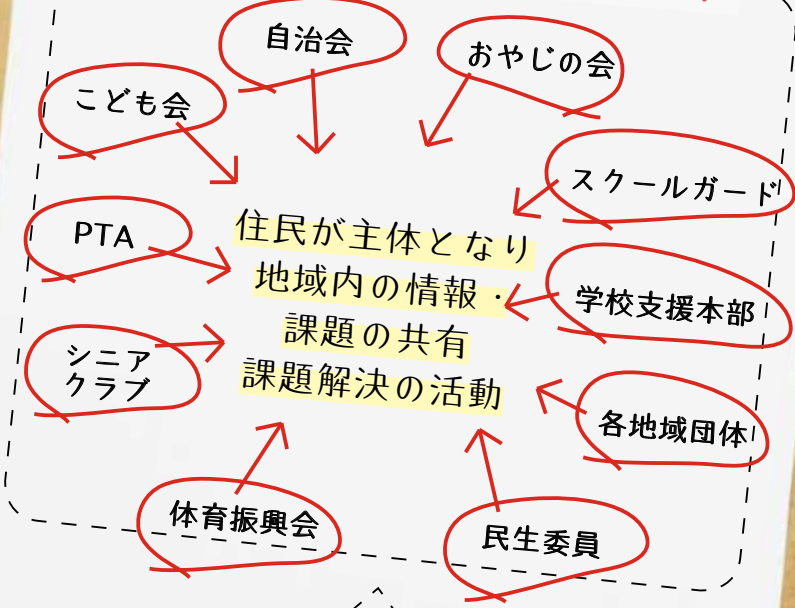 自治会
おやじの会
こども会
スクールガード
PTA
住民が主体となり
地域内の情報・
課題の共有
課題解決の活動
学校支援本部
シニア
クラブ
各地域団体
体育振興会
民生委員